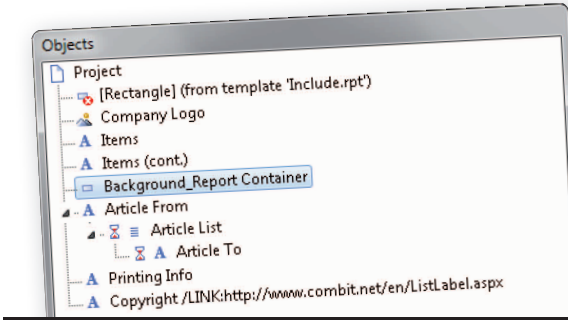 Objects
Project
[Rectangle] (from template 'Include.rpt')
Company Logo
A Items
A Items (cont.)
Background_Report Container
A Article From
Article List
A Article To
A Printing Info
A Copyright /LINK:http://www.combit.net/en/ListLabel.aspx